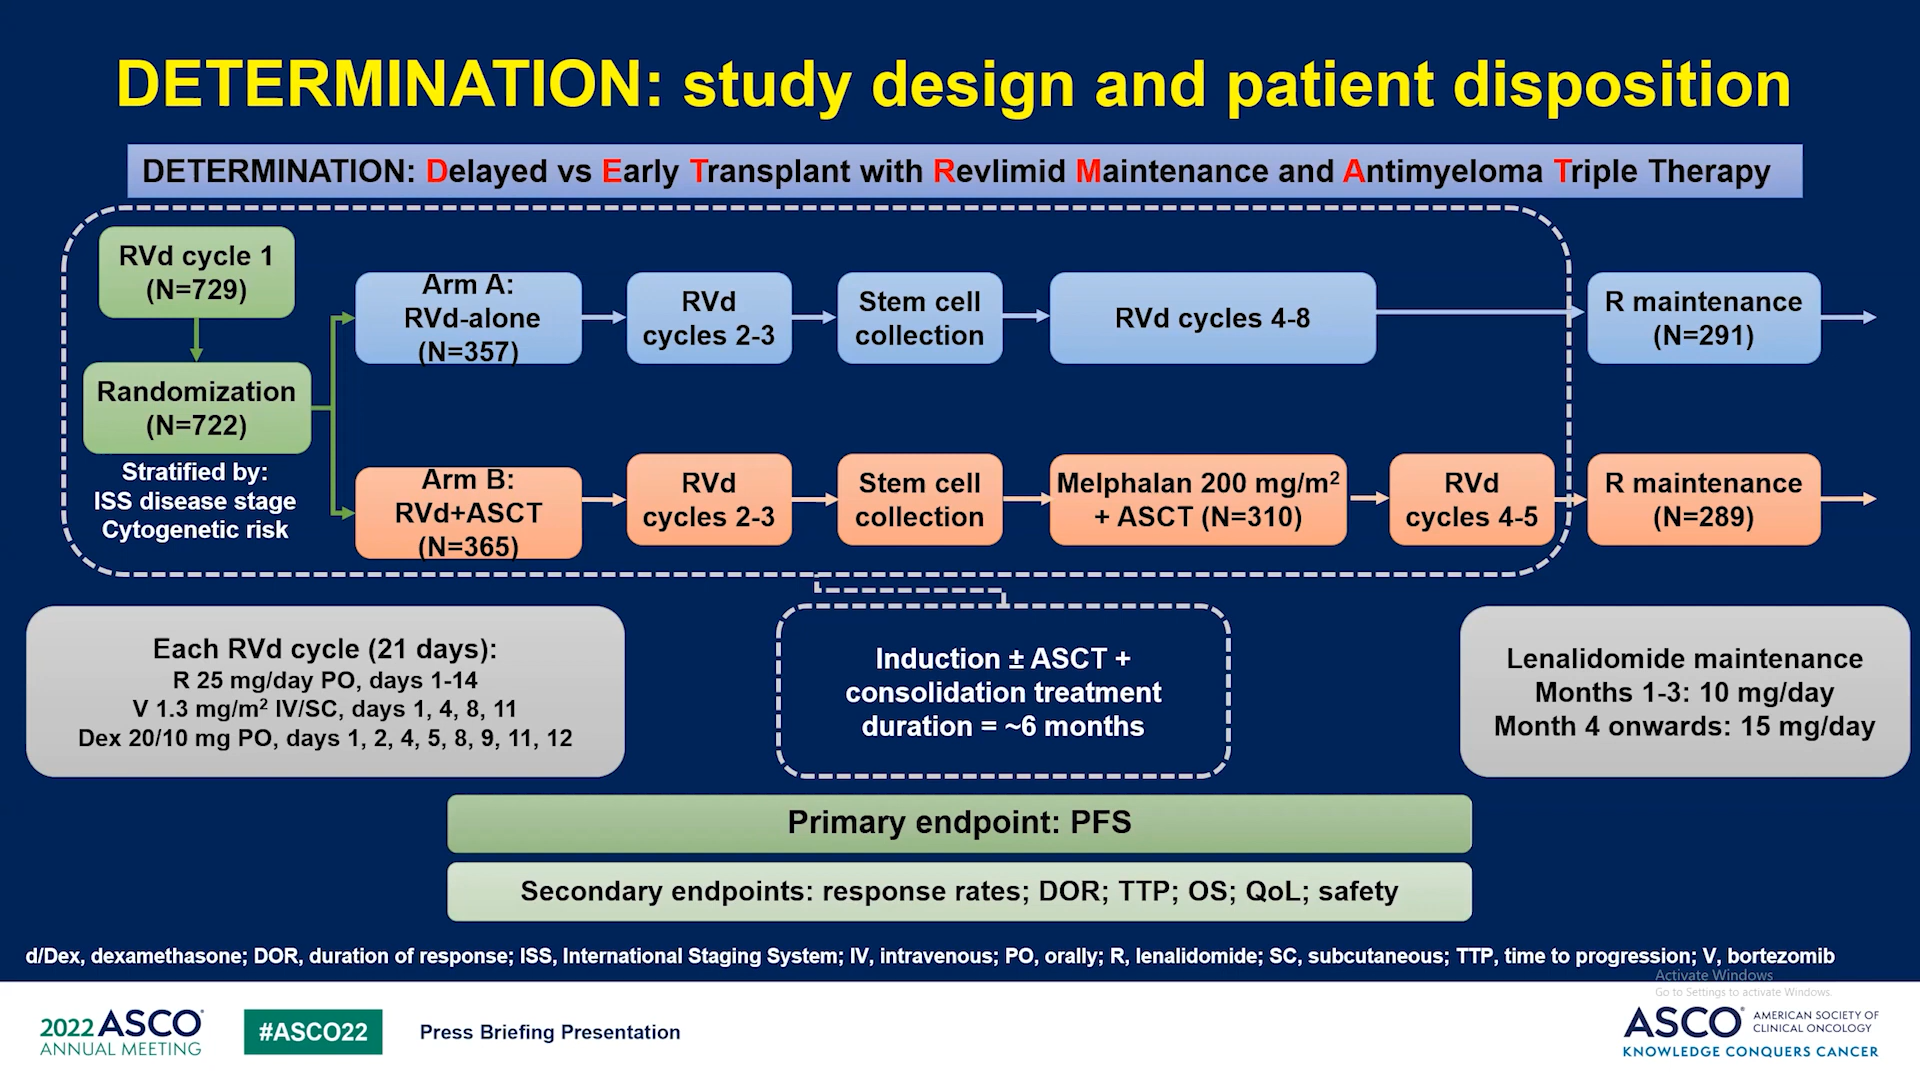 DETERMINATION: study design and patient disposition
DETERMINATION: Delayed vs Early Transplant with Revlimid Maintenance and Antimyeloma Triple Therapy
RVd cycle 1
(N=729)
Randomization
(N=722)
Stratified by:
ISS disease stage
Cytogenetic risk
Arm A:
RVd-alone
(N=357)
RVd
cycles 2-3
Stem cell
collection
RVd cycles 4-8
R maintenance
(N=291)
Arm B:
RVd+ASCT
(N=365)
RVd
cycles 2-3
Stem cell
collection
Melphalan 200 mg/m²
+ ASCT (N=310)
RVd
cycles 4-5
R maintenance
(N=289)
Each RVd cycle (21 days):
R 25 mg/day PO, days 1-14
V 1.3 mg/m² IV/SC, days 1, 4, 8, 11
Dex 20/10 mg PO, days 1, 2, 4, 5, 8, 9, 11, 12
Induction ± ASCT +
consolidation treatment
duration = ~6 months
Lenalidomide maintenance
Months 1-3: 10 mg/day
Month 4 onwards: 15 mg/day
Primary endpoint: PFS
Secondary endpoints: response rates; DOR; TTP; OS; QoL; safety
d/Dex, dexamethasone; DOR, duration of response; ISS, International Staging System; IV, intravenous; PO, orally; R, lenalidomide; SC, subcutaneous; TTP, time to progression; V, bortezomib
Activate Windows
Go to Settings to activate Windows.
2022 ASCO®
ANNUAL MEETING
#ASCO22
Press Briefing Presentation
ASCO® AMERICAN SOCIETY OF
CLINICAL ONCOLOGY
KNOWLEDGE CONQUERS CANCER